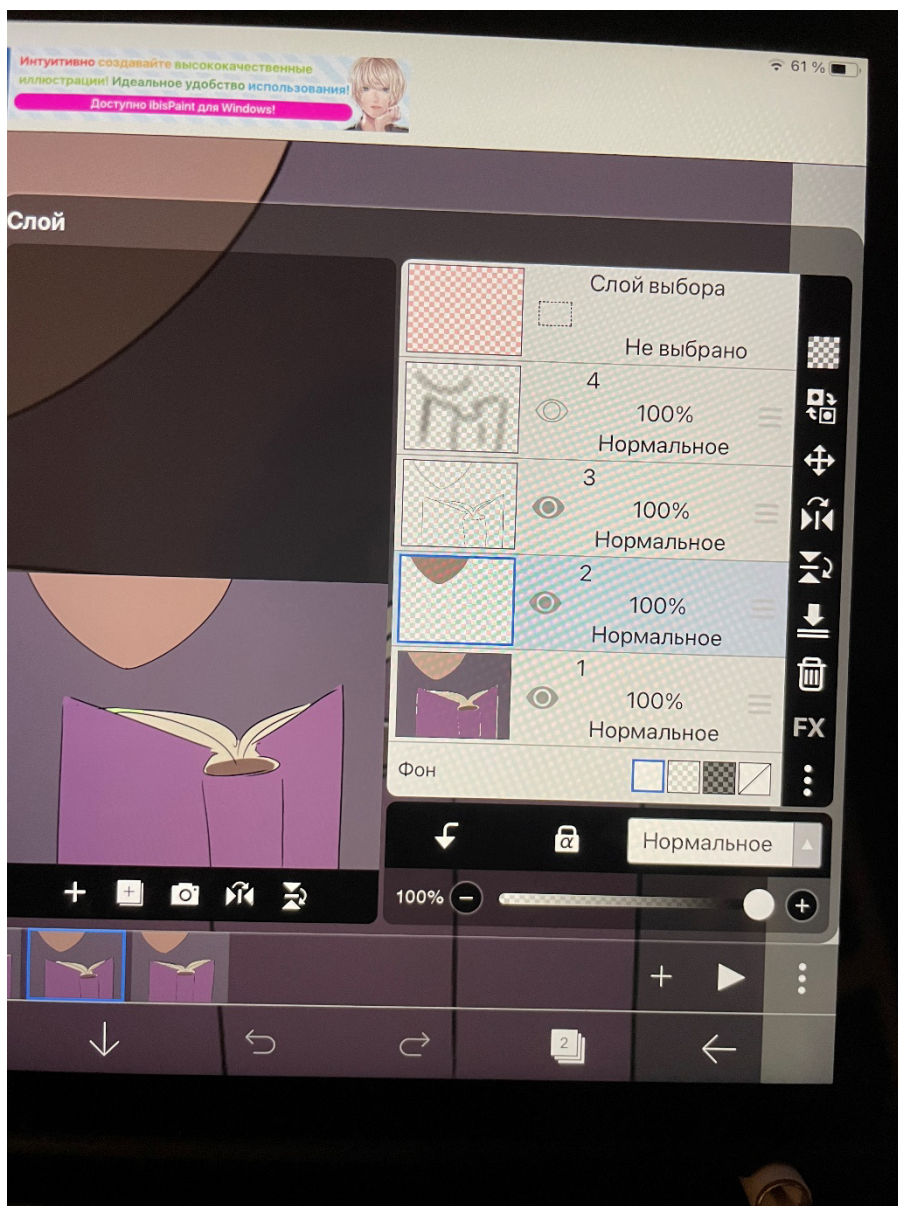 Интуитивно создавайте высококачественные
иллюстрации! Идеальное удобство использования!
Доступно ibisPaint для Windows!
61 %
Слой
Слой выбора
Не выбрано
4
100%
Нормальное
3
100%
Нормальное
2
100%
Нормальное
1
100%
Нормальное
FX
Фон
α
Нормальное
100%
2